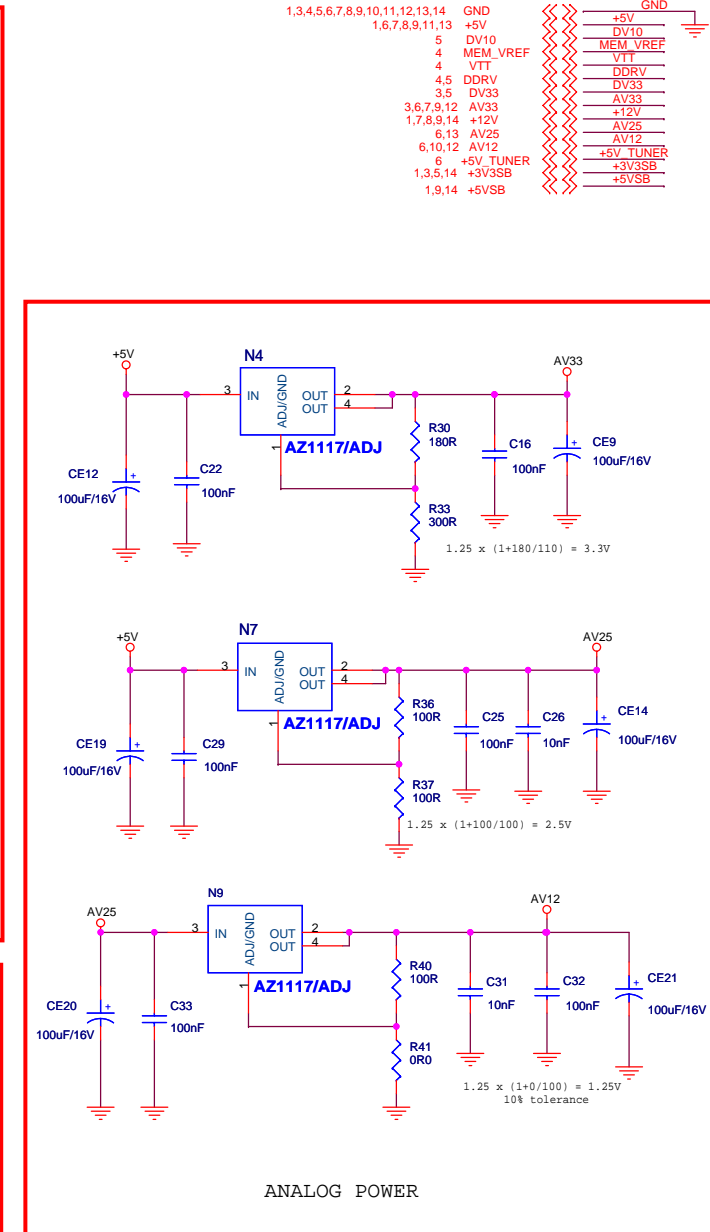 1,3,4,5,6,7,8,9,10,11,12,13,14 GND GND
1,6,7,8,9,11,13 +5V +5V
5 DV10 DV10
4 MEM_VREF MEM_VREF
4 VTT VTT
4,5 DDRV DDRV
3,5 DV33 DV33
3,6,7,9,12 AV33 AV33
1,7,8,9,14 +12V +12V
6,13 AV25 AV25
6,10,12 AV12 AV12
6 +5V_TUNER +5V_TUNER
1,3,5,14 +3V3SB +3V3SB
1,9,14 +5VSB +5VSB
+5V N4 AV33
3 IN ADJ/GND OUT 2
OUT 4
1 AZ1117/ADJ
R30
180R
C16
100nF
CE9
100uF/16V
CE12
100uF/16V
C22
100nF
R33
300R
1.25 x (1+180/110) = 3.3V
+5V N7 AV25
3 IN ADJ/GND OUT 2
OUT 4
1 AZ1117/ADJ
R36
100R
C25
100nF
C26
10nF
CE14
100uF/16V
CE19
100uF/16V
C29
100nF
R37
100R
1.25 x (1+100/100) = 2.5V
AV25 N9 AV12
3 IN ADJ/GND OUT 2
OUT 4
1 AZ1117/ADJ
R40
100R
C31
10nF
C32
100nF
CE21
100uF/16V
CE20
100uF/16V
C33
100nF
R41
0R0
1.25 x (1+0/100) = 1.25V
10% tolerance
ANALOG POWER